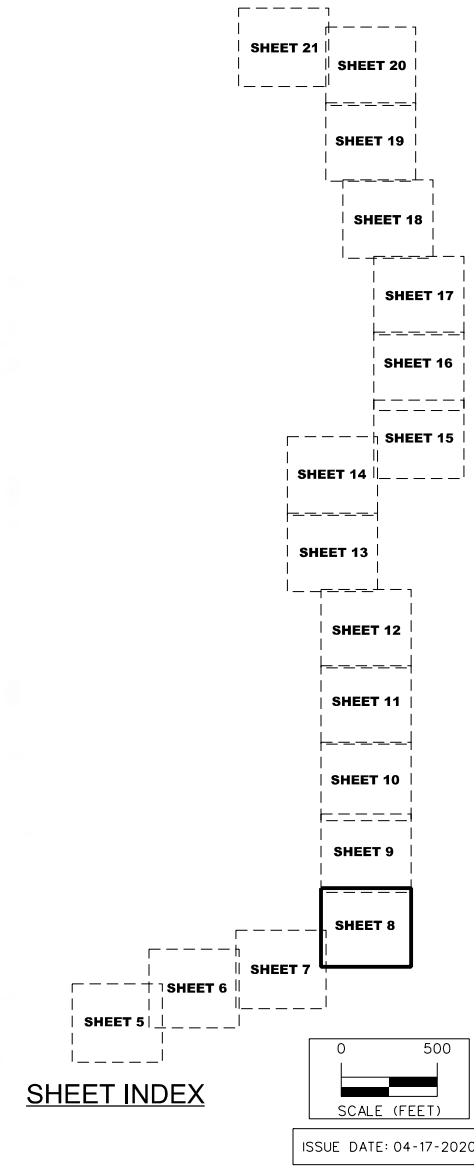 SHEET 21
SHEET 20
SHEET 19
SHEET 18
SHEET 17
SHEET 16
SHEET 15
SHEET 14
SHEET 13
SHEET 12
SHEET 11
SHEET 10
SHEET 9
SHEET 8
SHEET 7
SHEET 6
SHEET 5
SHEET INDEX
0 500
SCALE (FEET)
ISSUE DATE: 04-17-2020